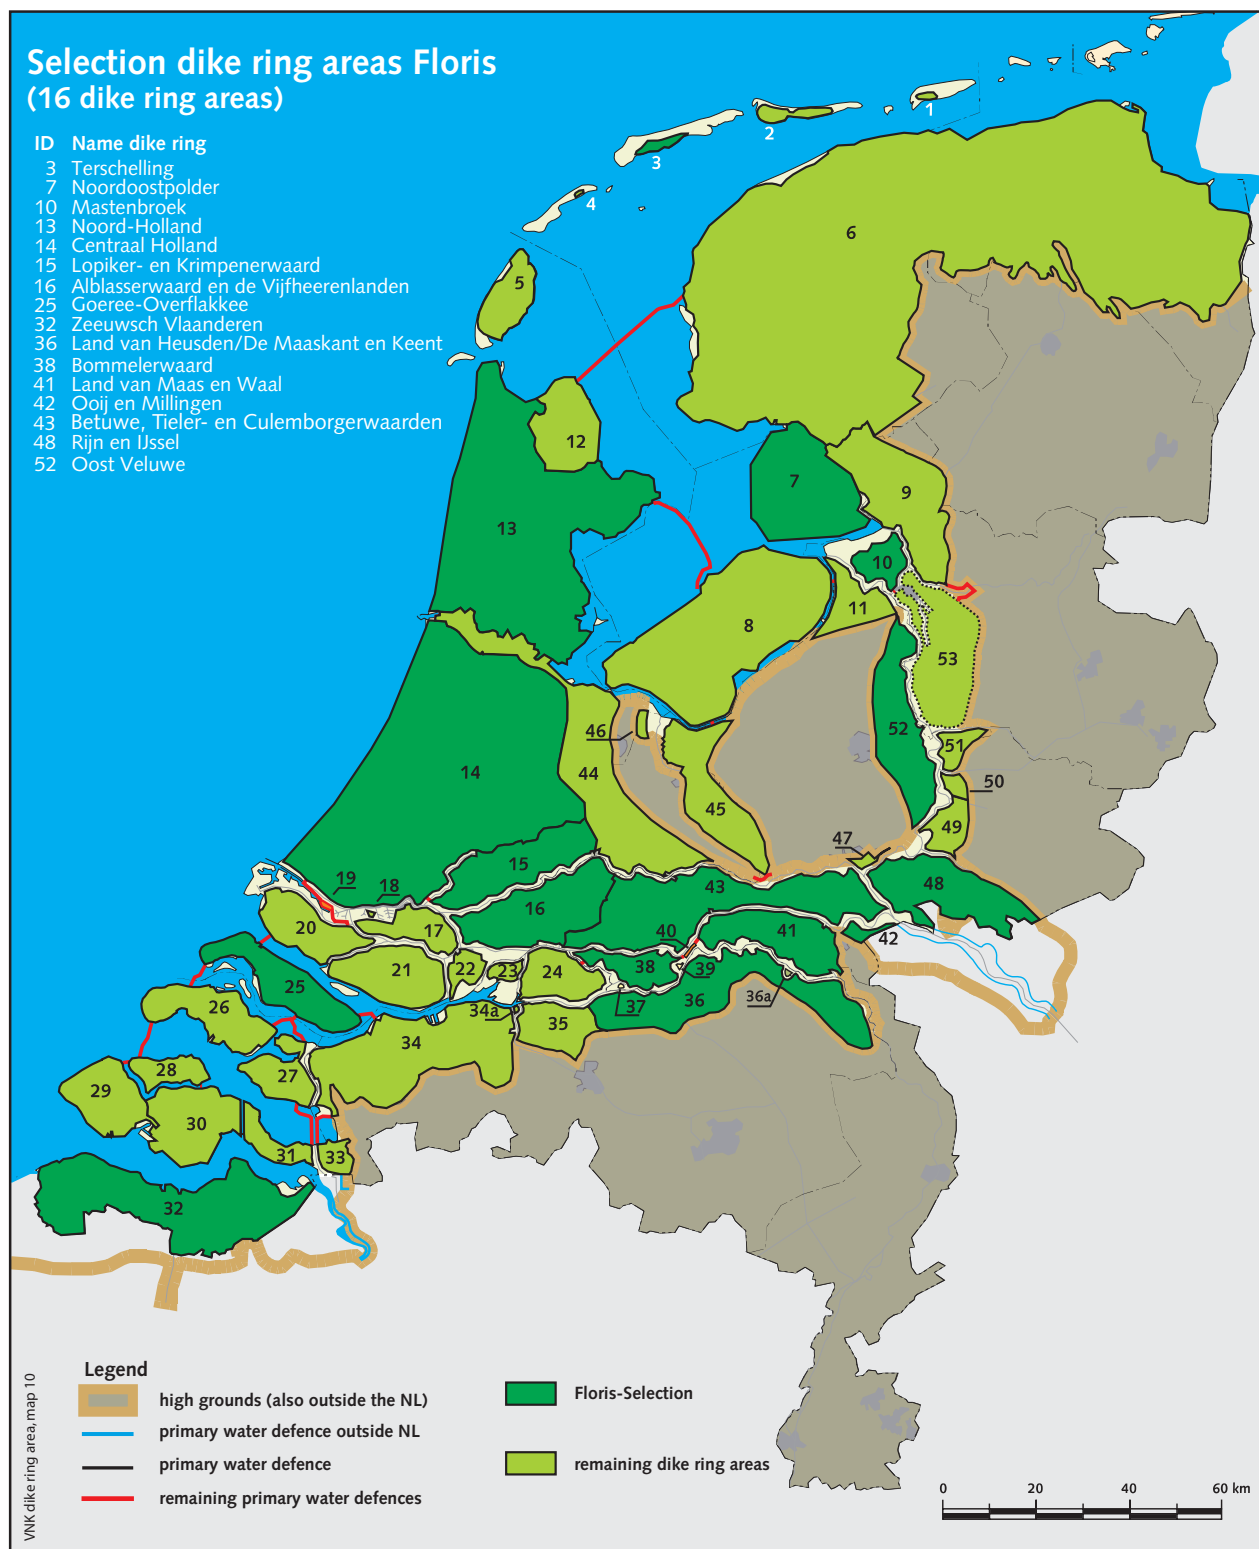 Selection dike ring areas Floris
(16 dike ring areas)
ID Name dike ring
3 Terschelling
7 Noordoostpolder
10 Mastenbroek
13 Noord-Holland
14 Centraal Holland
15 Lopiker- en Krimpenerwaard
16 Alblasserwaard en de Vijfheerenlanden
25 Goeree-Overflakkee
32 Zeeuwsch Vlaanderen
36 Land van Heusden/De Maaskant en Keent
38 Bommelerwaard
41 Land van Maas en Waal
42 Ooij en Millingen
43 Betuwe, Tieler- en Culemborgerwaarden
48 Rijn en IJssel
52 Oost Veluwe
1
2
3
4
5
6
12
7
9
13
10
11
8
53
52
46
51
14
44
50
45
49
47
15
43
48
19
18
16
20
17
40
41
42
21
22
23
24
38
39
25
37
36
36a
26
34a
35
34
28
27
29
30
31
33
32
Legend
high grounds (also outside the NL)
primary water defence outside NL
primary water defence
remaining primary water defences
Floris-Selection
remaining dike ring areas
0 20 40 60 km
VNK dike ring area, map 10